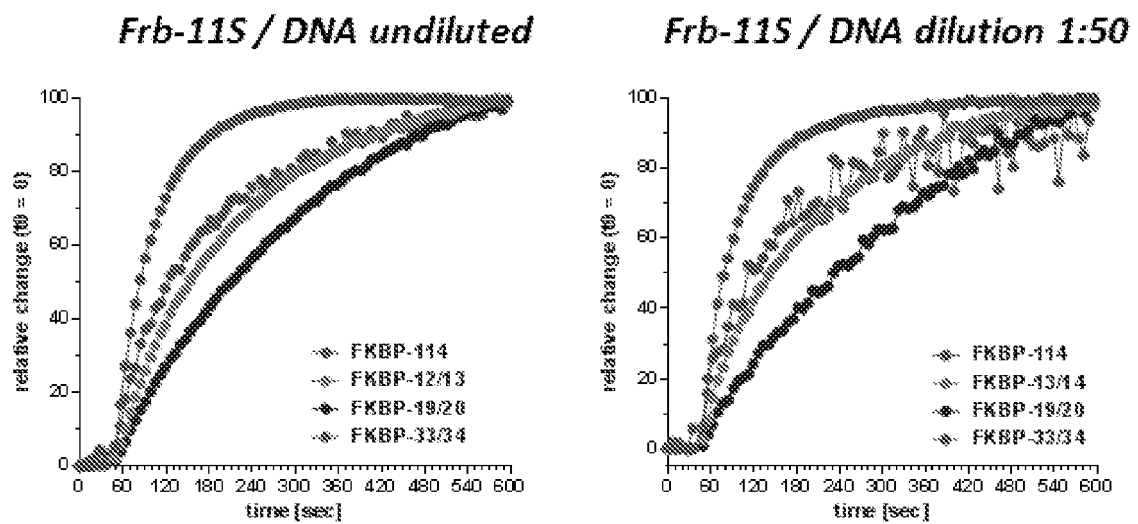 Frb-11S / DNA undiluted
100
80
60
40
20
0
relative change (t0 = 0)
0 60 120 180 240 300 360 420 480 540 600
time [sec]
FKBP-114
FKBP-12/13
FKBP-19/20
FKBP-33/34
Frb-11S / DNA dilution 1:50
100
80
60
40
20
0
relative change (t0 = 0)
0 60 120 180 240 300 360 420 480 540 600
time [sec]
FKBP-114
FKBP-13/14
FKBP-19/20
FKBP-33/34